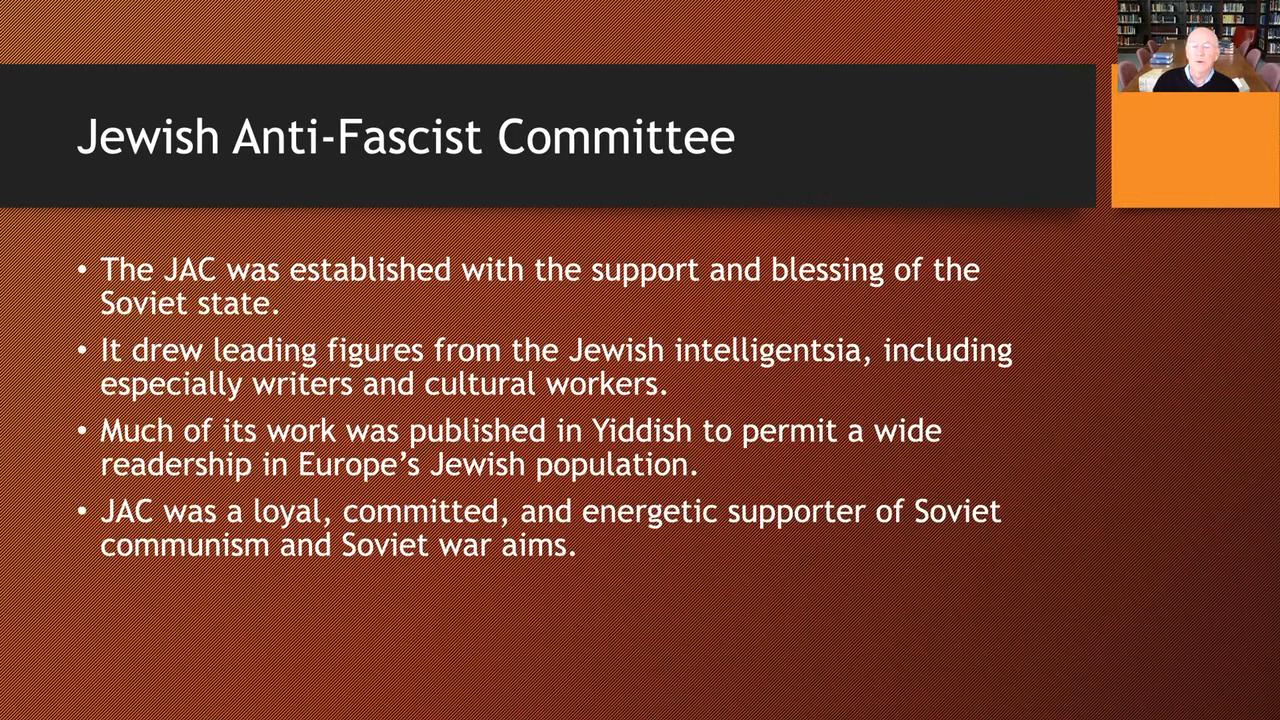 Jewish Anti-Fascist Committee
• The JAC was established with the support and blessing of the
Soviet state.
• It drew leading figures from the Jewish intelligentsia, including
especially writers and cultural workers.
• Much of its work was published in Yiddish to permit a wide
readership in Europe’s Jewish population.
• JAC was a loyal, committed, and energetic supporter of Soviet
communism and Soviet war aims.